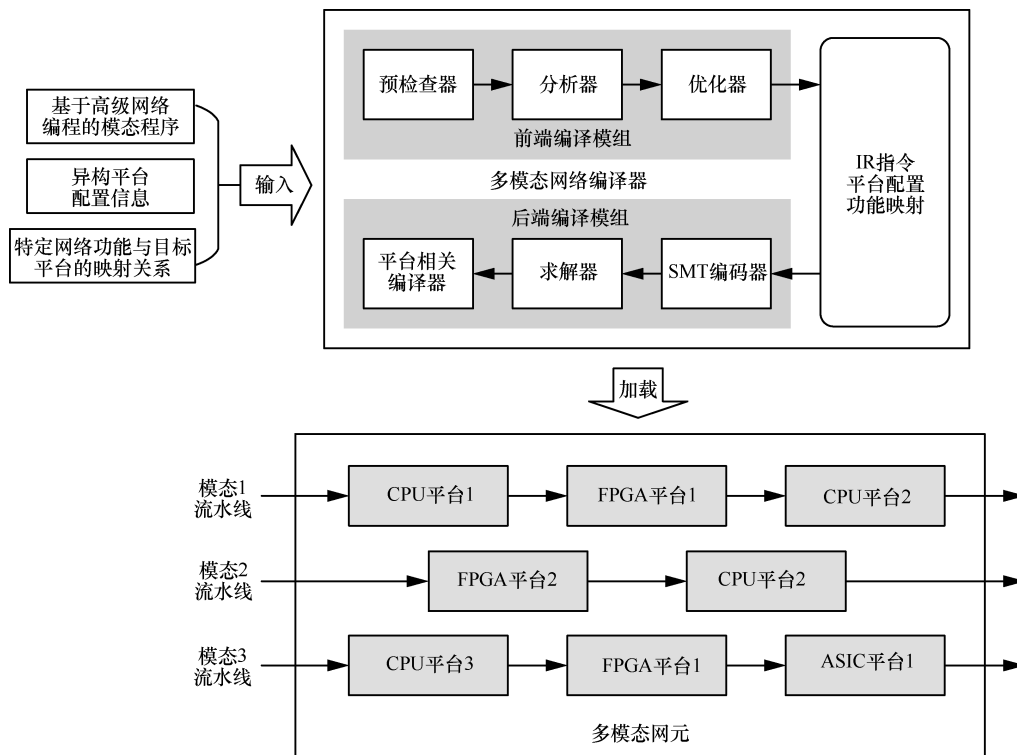 基于高级网络
编程的模态程序
异构平台
配置信息
特定网络功能与目标
平台的映射关系
输入
预检查器
分析器
优化器
前端编译模组
多模态网络编译器
后端编译模组
平台相关
编译器
求解器
SMT编码器
IR指令
平台配置
功能映射
加载
模态1
流水线
CPU平台1
FPGA平台1
CPU平台2
模态2
流水线
FPGA平台2
CPU平台2
模态3
流水线
CPU平台3
FPGA平台1
ASIC平台1
多模态网元